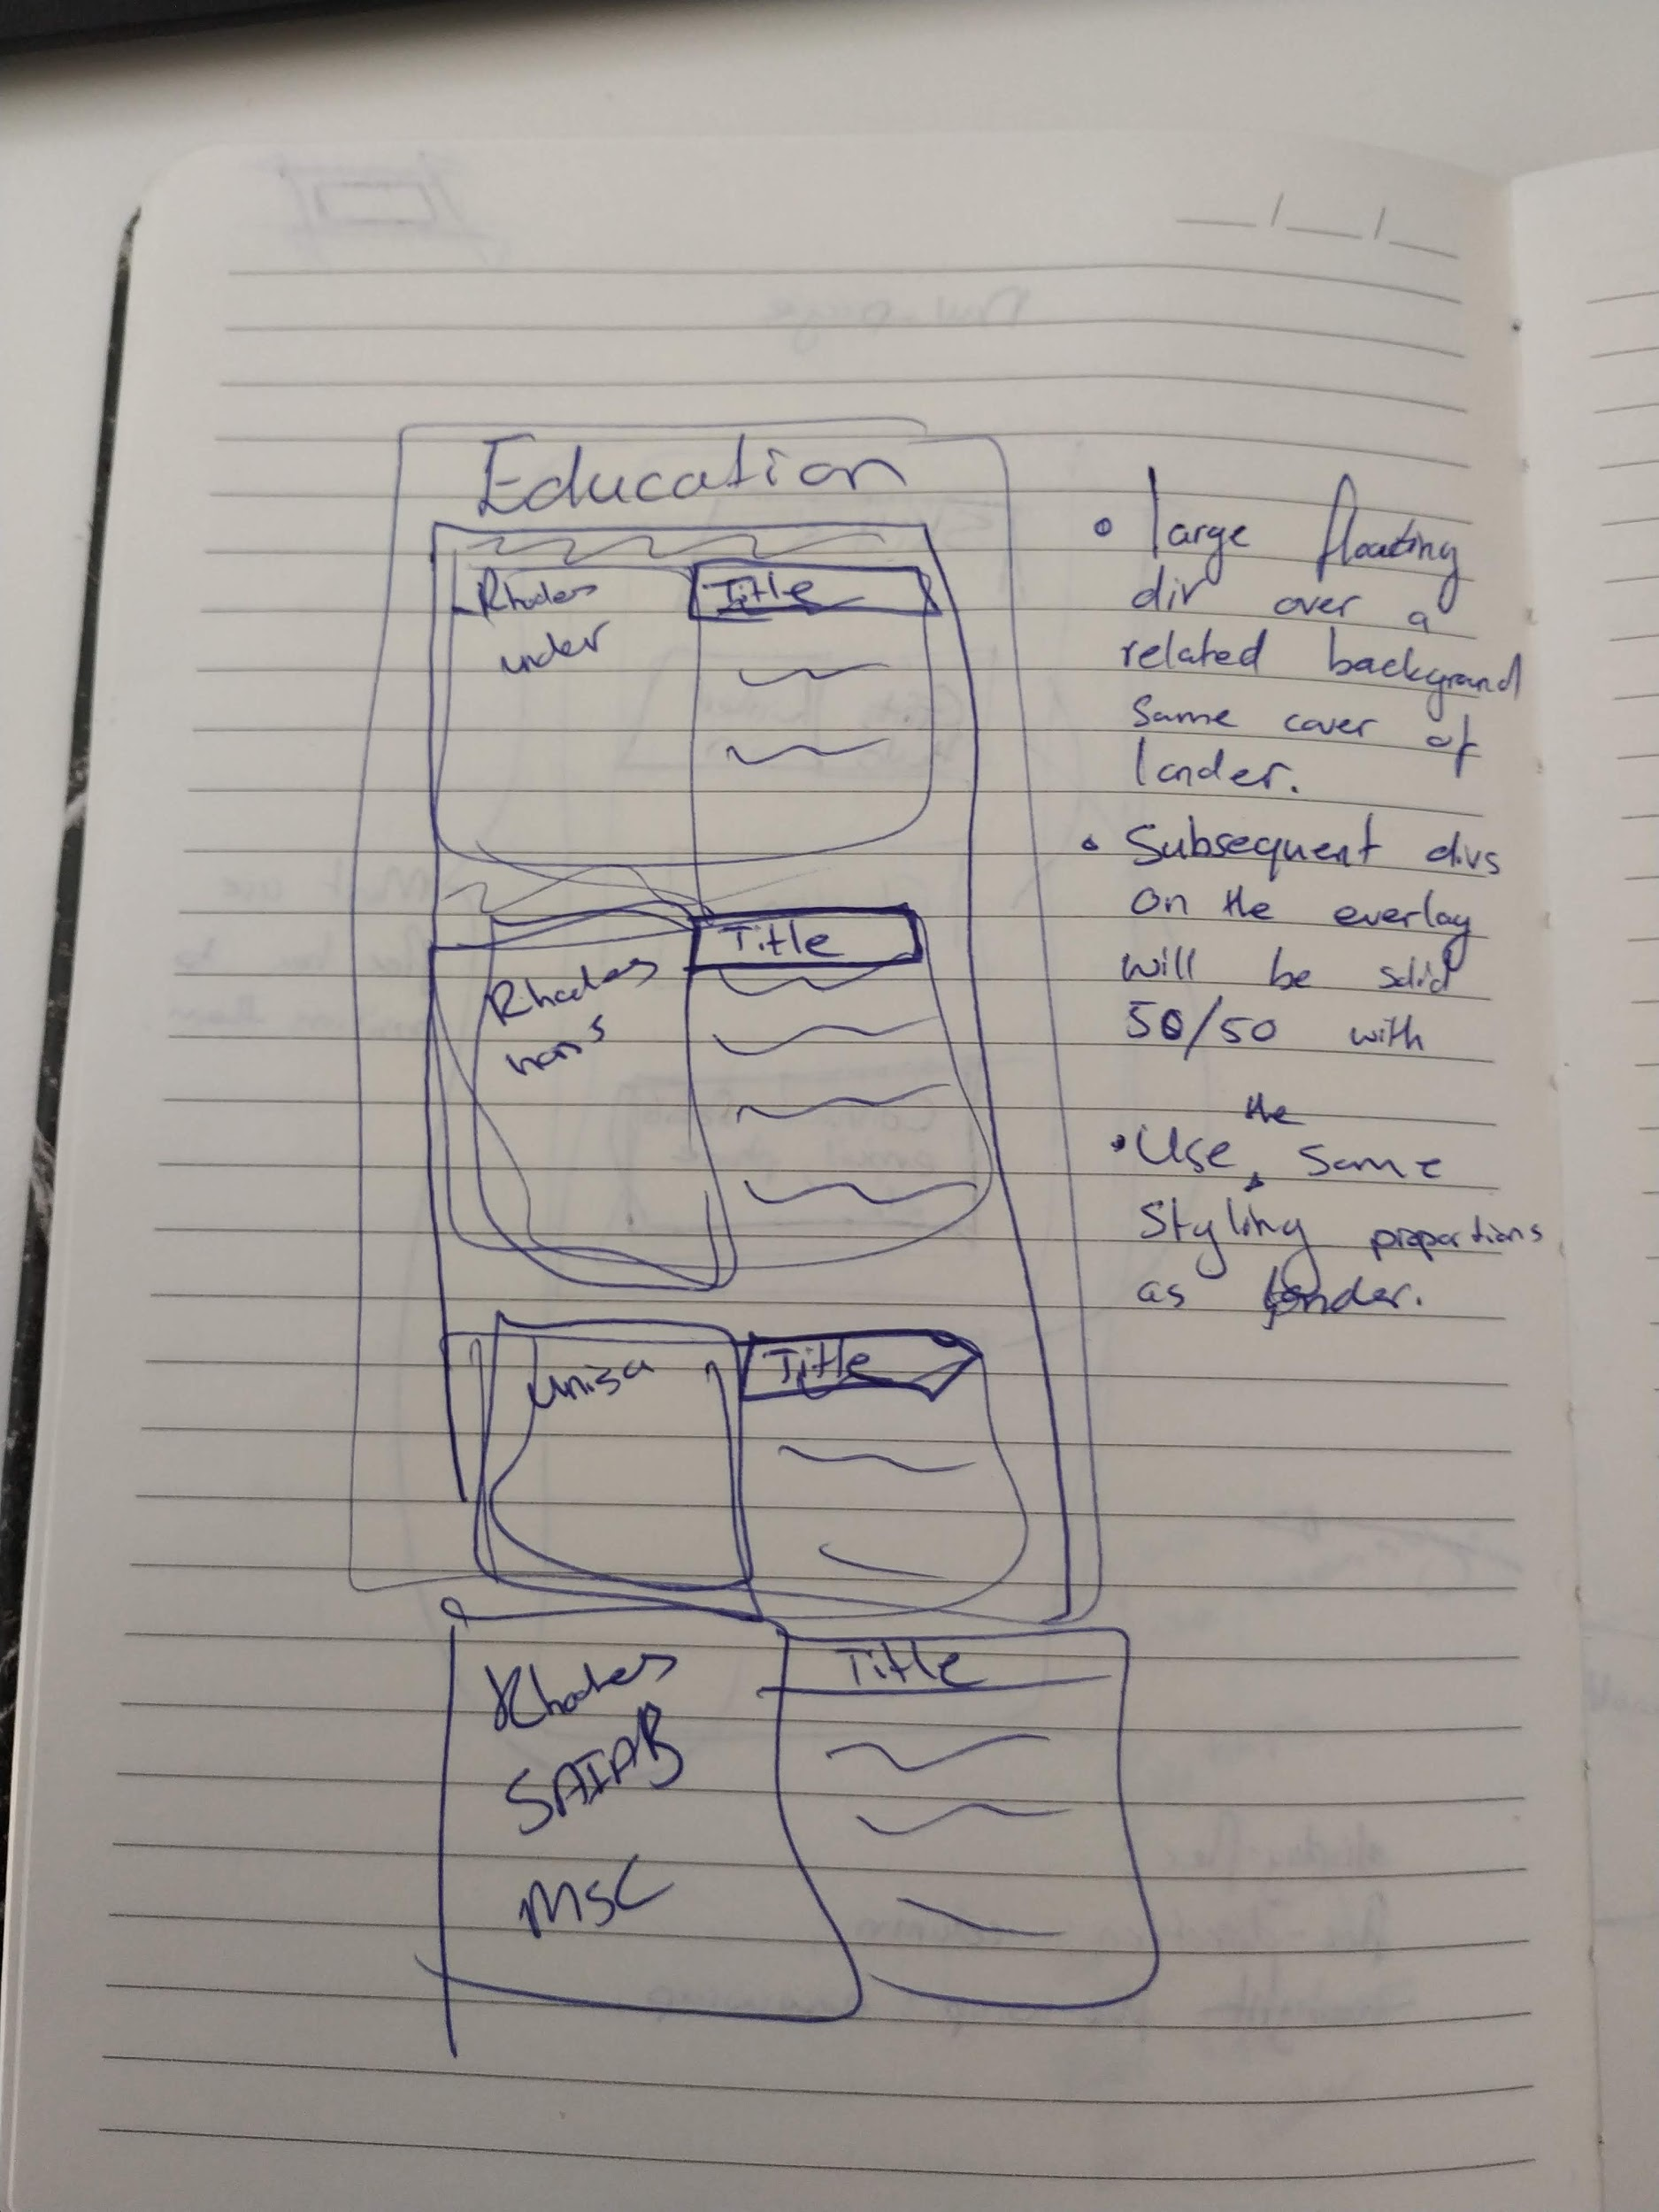 Education
Rhodes
under
Title
Rhodes
hons
Title
Unisa
Title
Rhodes
SAIAB
MSC
Title
• large floating
div over a
related background
same cover of
lander.
• Subsequent divs
on the overlay
will be solid
50/50 with
the
• Use same
styling proportions
as lander.